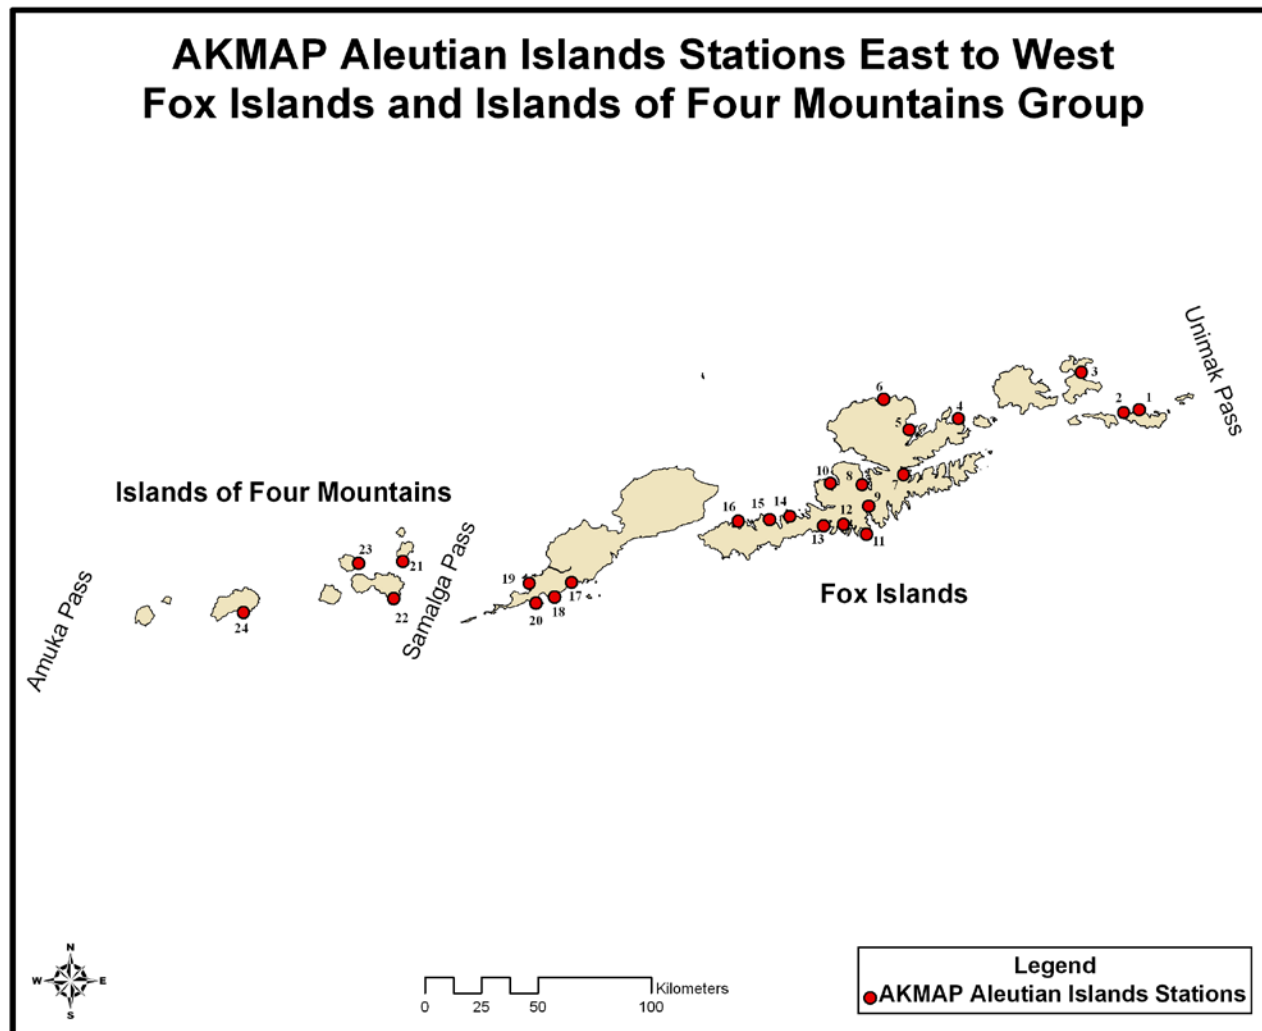 AKMAP Aleutian Islands Stations East to West
Fox Islands and Islands of Four Mountains Group
Unimak Pass
3
6
2
1
4
5
10
8
7
Islands of Four Mountains
9
16
15
14
12
13
11
23
21
Samalga Pass
19
17
Fox Islands
Amuka Pass
22
18
20
24
N
W
E
S
Kilometers
0
25
50
100
Legend
AKMAP Aleutian Islands Stations